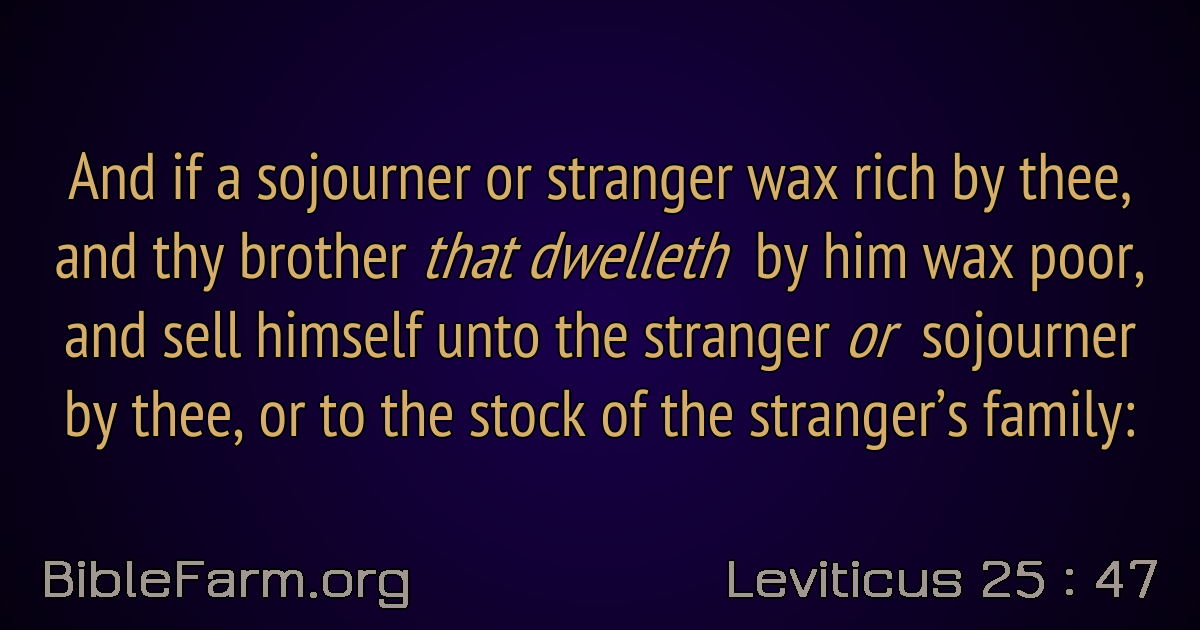 And if a sojourner or stranger wax rich by thee,
and thy brother that dwelleth by him wax poor,
and sell himself unto the stranger or sojourner
by thee, or to the stock of the stranger’s family:
BibleFarm.org
Leviticus 25 : 47